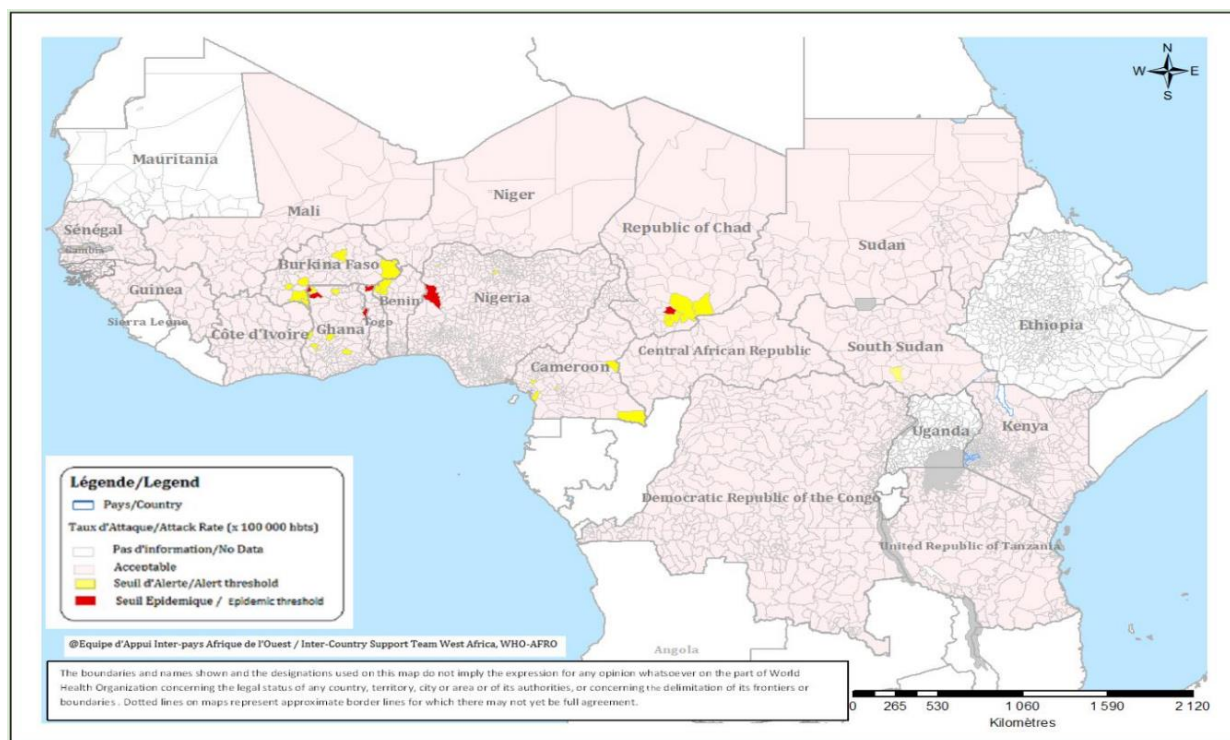 N
W E
S
Mauritania
Mali
Niger
Republic of Chad
Sudan
Sénégal
Gambia
Burkina Faso
Guinea
Benin
Nigeria
Sierra Leone
Côte d'Ivoire
Ghana
Togo
Ethiopia
Cameroon
Central African Republic
South Sudan
Uganda
Kenya
Democratic Republic of the Congo
United Republic of Tanzania
Angola
Légende/Legend
Pays/Country
Taux d'Attaque/Attack Rate (x 100 000 hbts)
Pas d'information/No Data
Acceptable
Seuil d'Alerte/Alert threshold
Seuil Epidemique / Epidemic threshold
@Equipe d'Appui Inter-pays Afrique de l'Ouest / Inter-Country Support Team West Africa, WHO-AFRO
The boundaries and names shown and the designations used on this map do not imply the expression for any opinion whatsoever on the part of World
Health Organization concerning the legal status of any country, territory, city or area or of its authorities, or concerning the delimitation of its frontiers or
boundaries . Dotted lines on maps represent approximate border lines for which there may not yet be full agreement.
0 265 530 1 060 1 590 2 120
Kilomètres